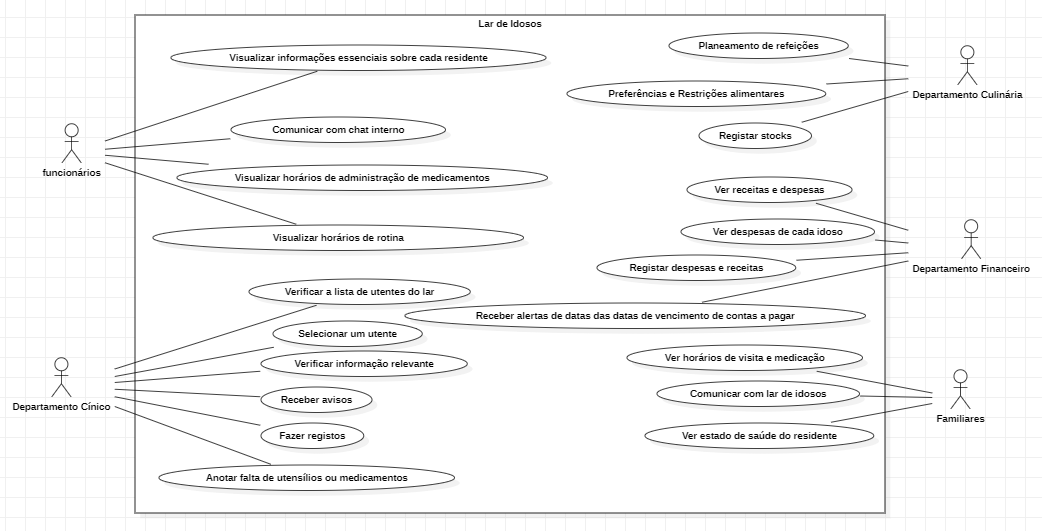 Lar de Idosos
Visualizar informações essenciais sobre cada residente
Comunicar com chat interno
Visualizar horários de administração de medicamentos
Visualizar horários de rotina
funcionários
Verificar a lista de utentes do lar
Selecionar um utente
Verificar informação relevante
Receber avisos
Fazer registos
Anotar falta de utensílios ou medicamentos
Departamento Cínico
Planeamento de refeições
Preferências e Restrições alimentares
Registar stocks
Departamento Culinária
Ver receitas e despesas
Ver despesas de cada idoso
Registar despesas e receitas
Receber alertas de datas das datas de vencimento de contas a pagar
Departamento Financeiro
Ver horários de visita e medicação
Comunicar com lar de idosos
Ver estado de saúde do residente
Familiares